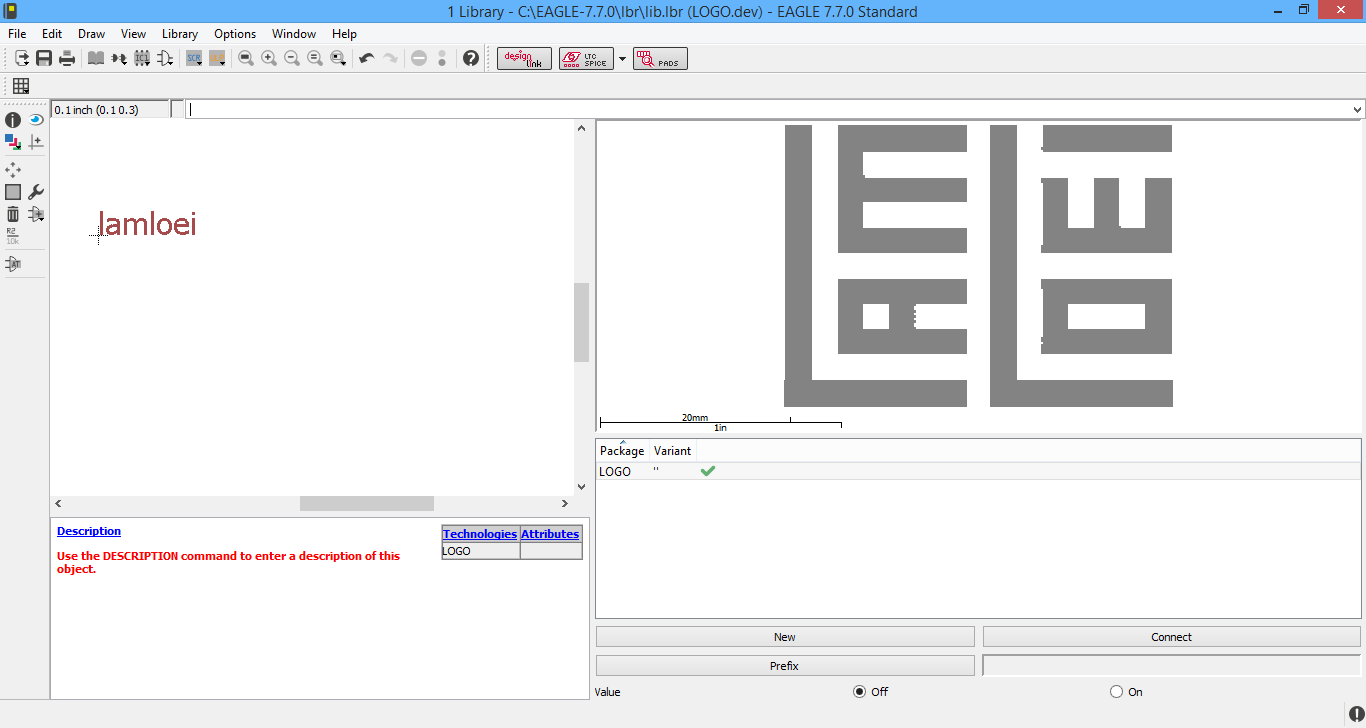 1 Library - C:\EAGLE-7.7.0\lbr\lib.lbr (LOGO.dev) - EAGLE 7.7.0 Standard
File Edit Draw View Library Options Window Help
SCR
design link
LTC SPICE
PADS
0.1 inch (0.1 0.3)
R2
10k
lamloei
20mm
1in
Package Variant
LOGO ''
Description
Use the DESCRIPTION command to enter a description of this
object.
Technologies Attributes
LOGO
New
Connect
Prefix
Value
Off
On